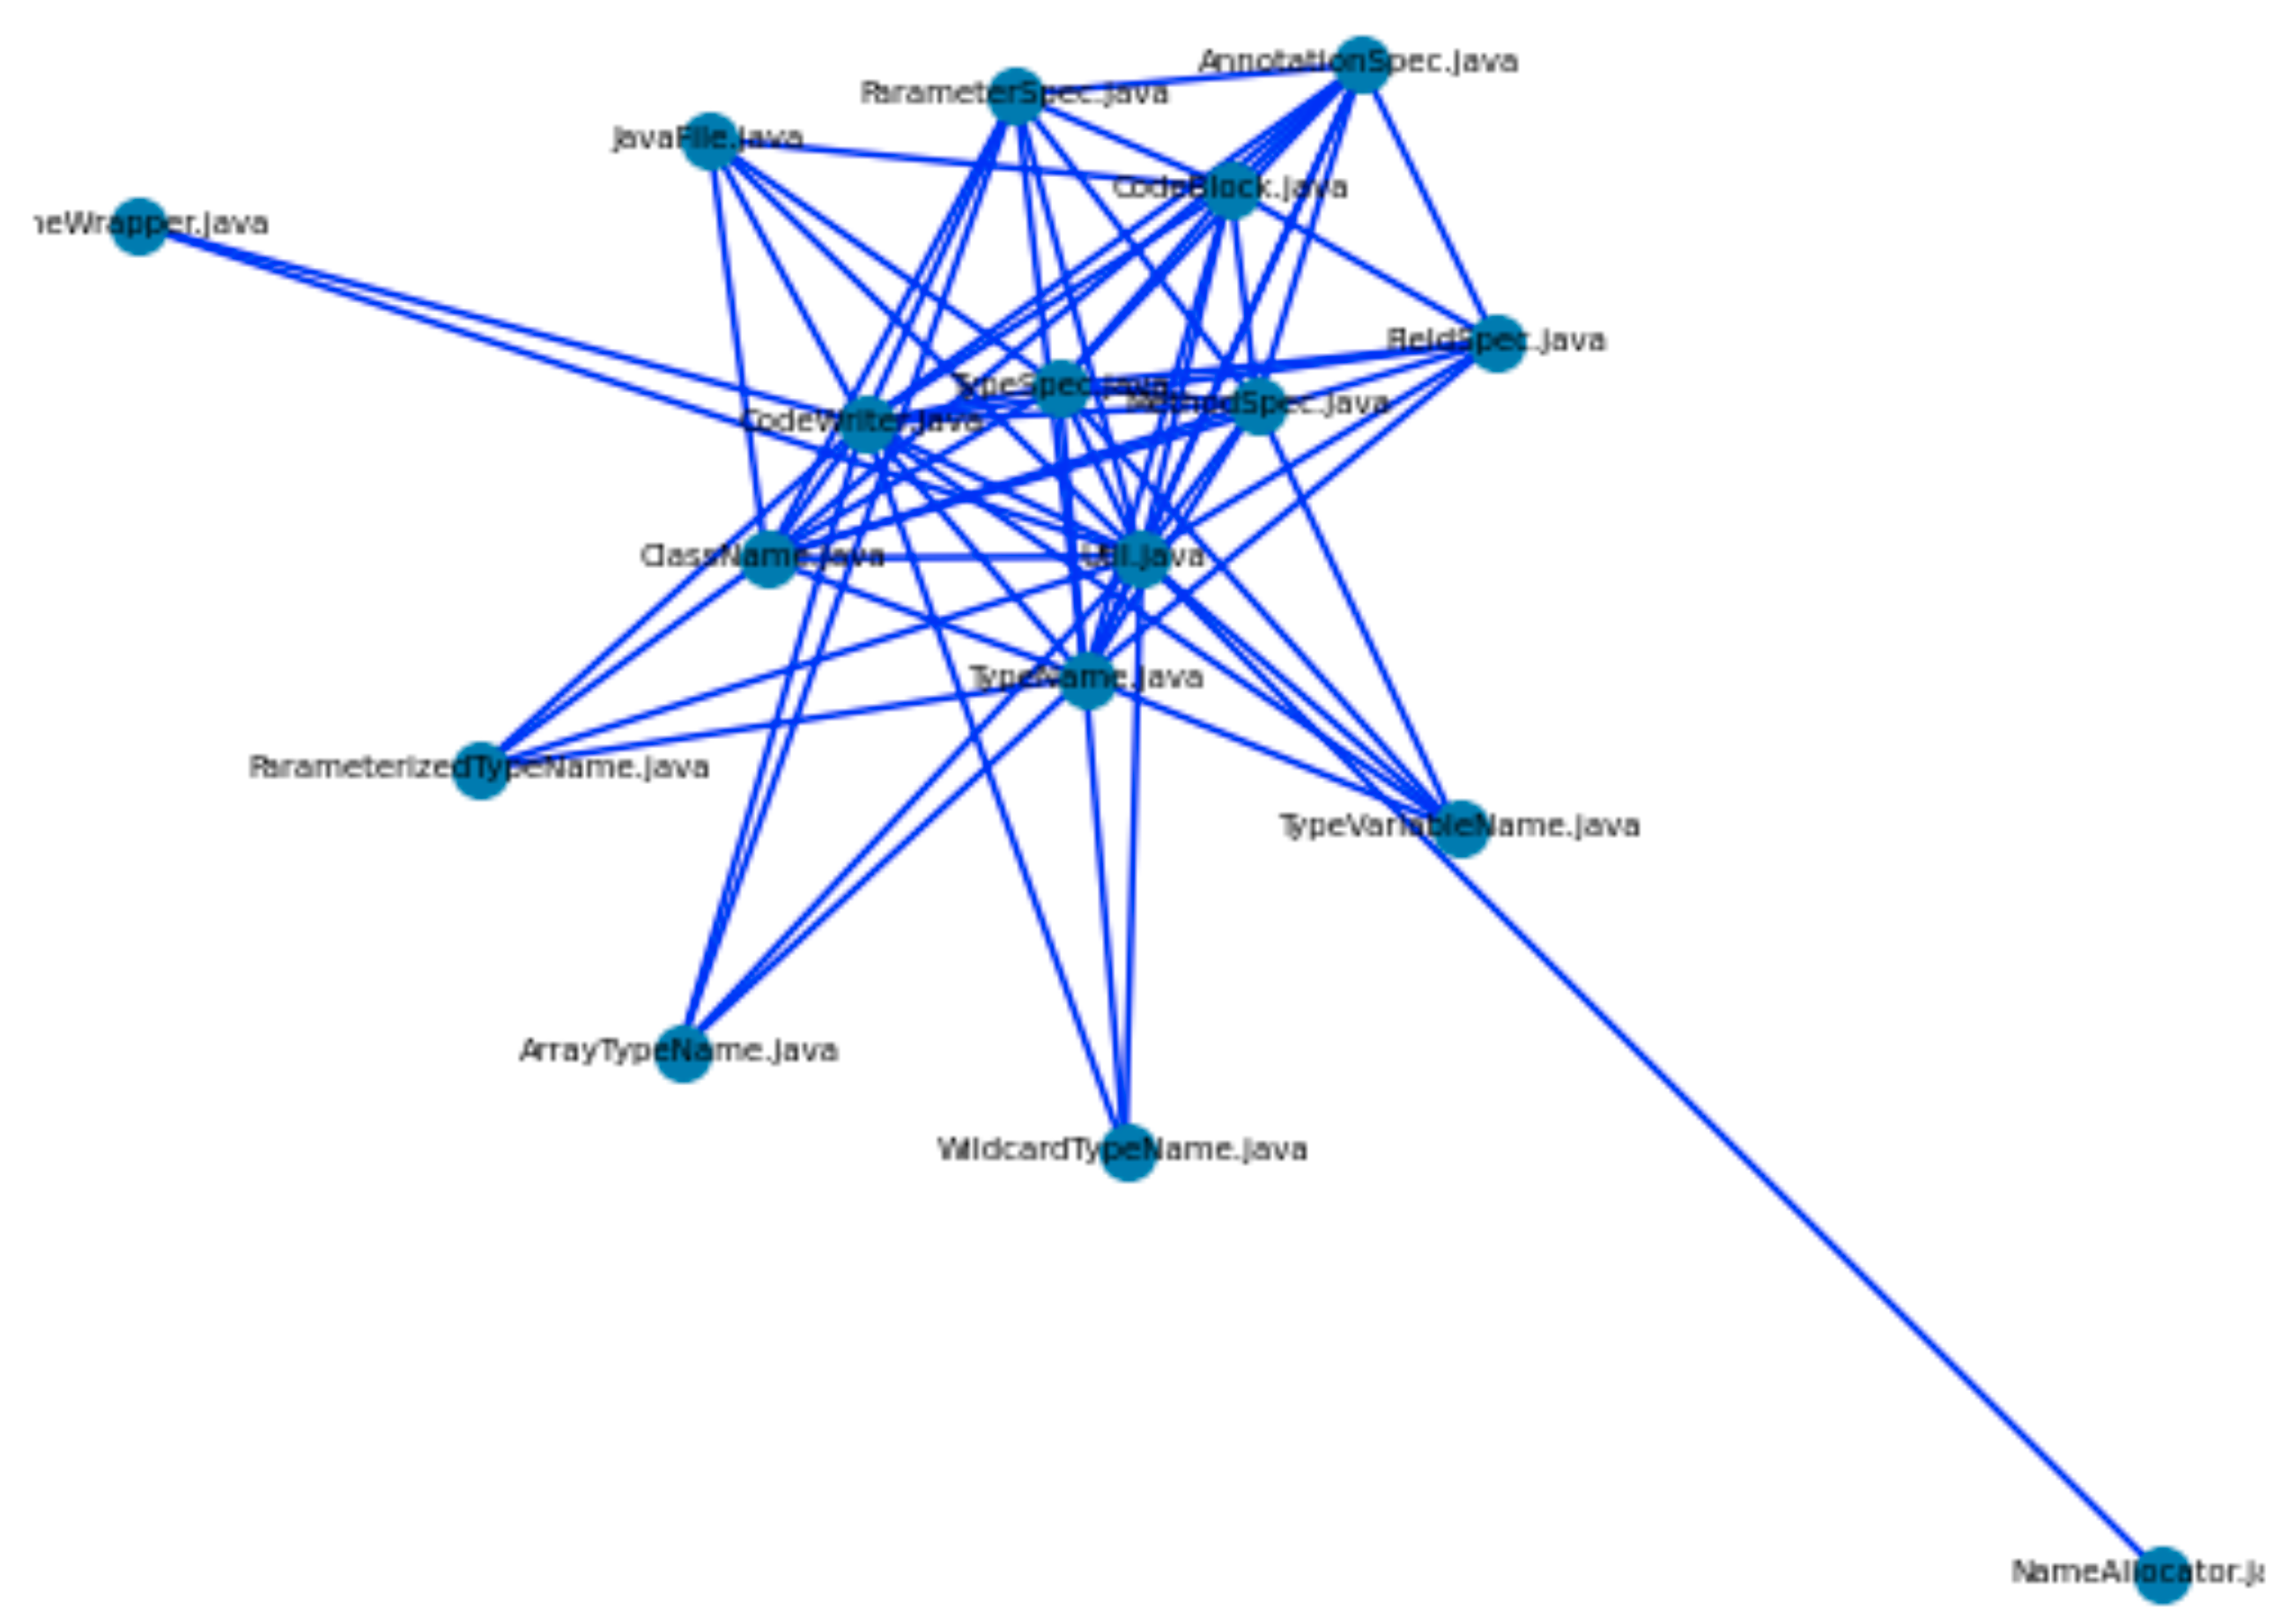 AnnotationSpec.java
ParameterSpec.java
JavaFile.java
CodeBlock.java
neWrapper.java
FieldSpec.java
TypeSpec.java
MethodSpec.java
CodeWriter.java
ClassName.java
Util.java
TypeName.java
ParameterizedTypeName.java
TypeVariableName.java
ArrayTypeName.java
WildcardTypeName.java
NameAllocator.ja